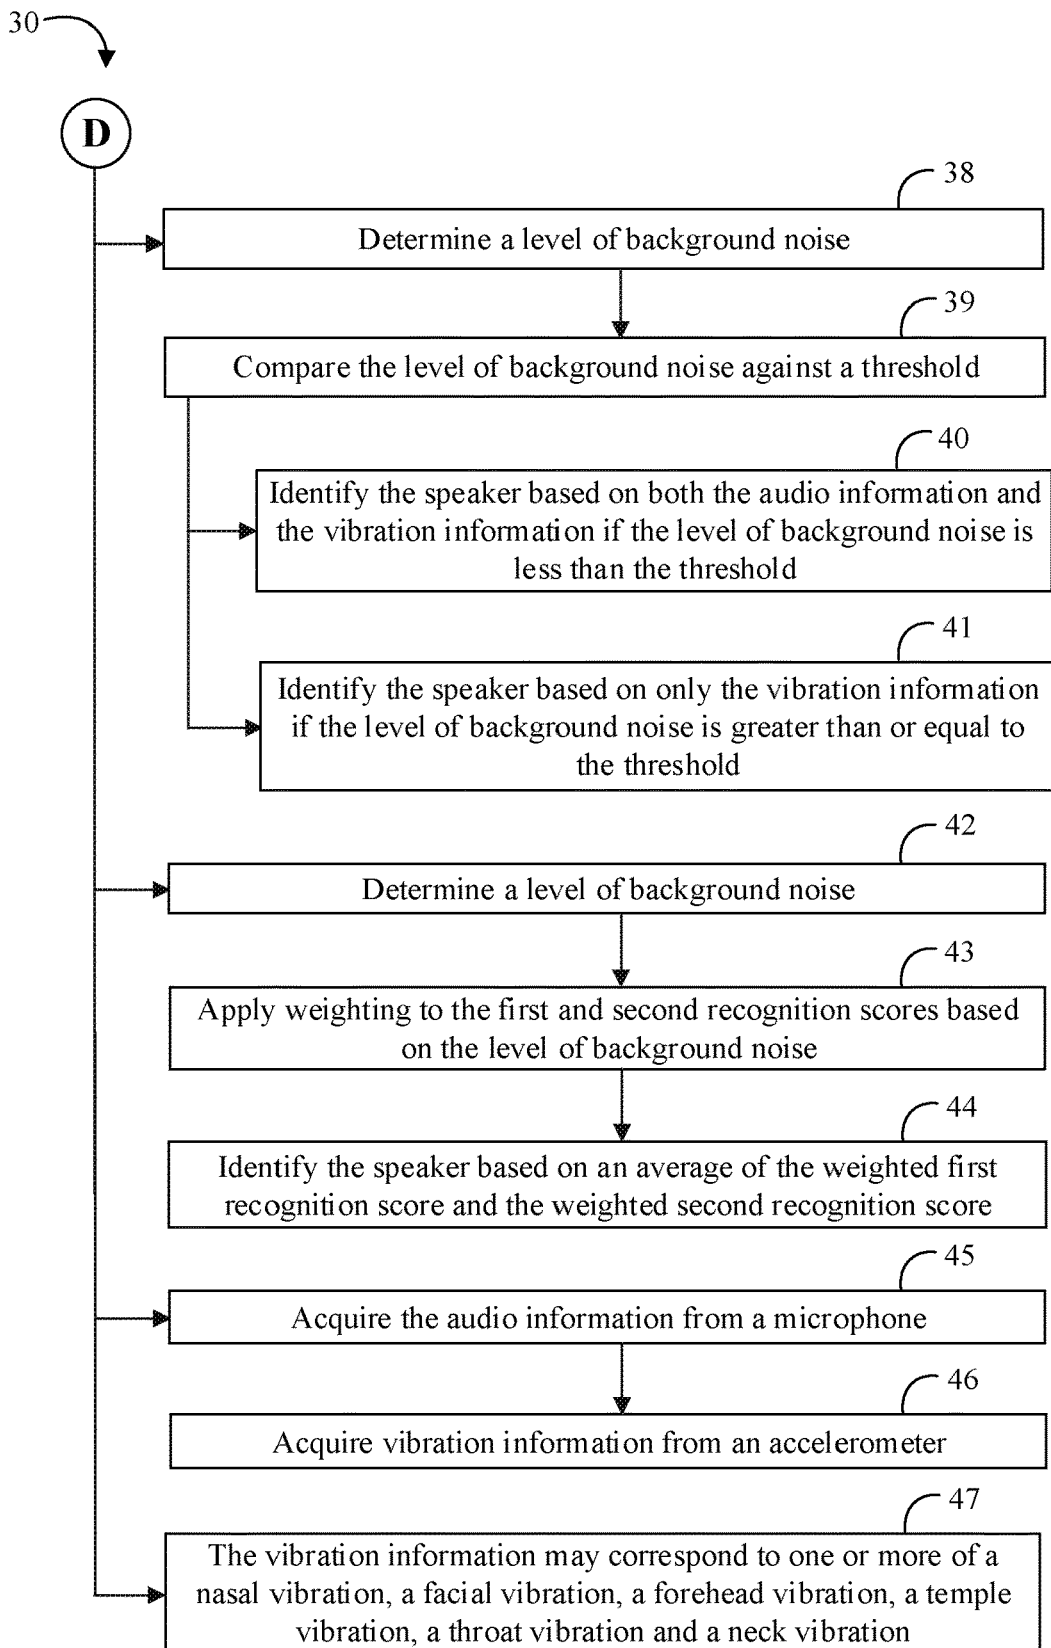 30
D
38
Determine a level of background noise
39
Compare the level of background noise against a threshold
40
Identify the speaker based on both the audio information and
the vibration information if the level of background noise is
less than the threshold
41
Identify the speaker based on only the vibration information
if the level of background noise is greater than or equal to
the threshold
42
Determine a level of background noise
43
Apply weighting to the first and second recognition scores based
on the level of background noise
44
Identify the speaker based on an average of the weighted first
recognition score and the weighted second recognition score
45
Acquire the audio information from a microphone
46
Acquire vibration information from an accelerometer
47
The vibration information may correspond to one or more of a
nasal vibration, a facial vibration, a forehead vibration, a temple
vibration, a throat vibration and a neck vibration